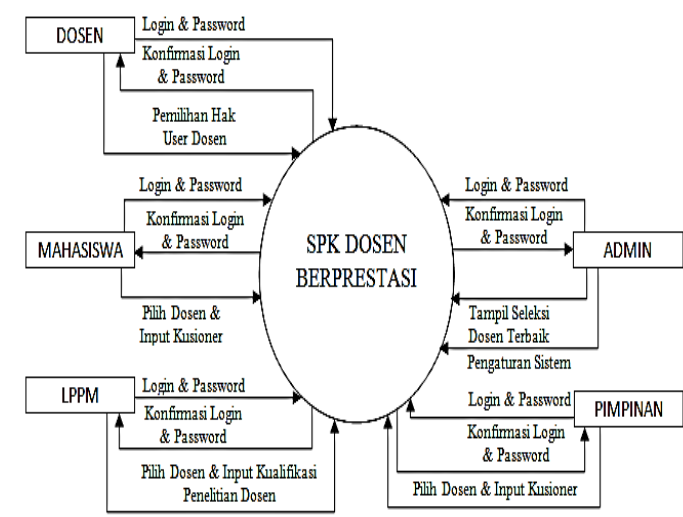 DOSEN
Login & Password
Konfirmasi Login
& Password
Pemilihan Hak
User Dosen
MAHASISWA
Login & Password
Konfirmasi Login
& Password
Pilih Dosen &
Input Kusioner
LPPM
Login & Password
Konfirmasi Login
& Password
Pilih Dosen & Input Kualifikasi
Penelitian Dosen
SPK DOSEN
BERPRESTASI
Login & Password
Konfirmasi Login
& Password
ADMIN
Tampil Seleksi
Dosen Terbaik
Pengaturan Sistem
Login & Password
PIMPINAN
Konfirmasi Login
& Password
Pilih Dosen & Input Kusioner